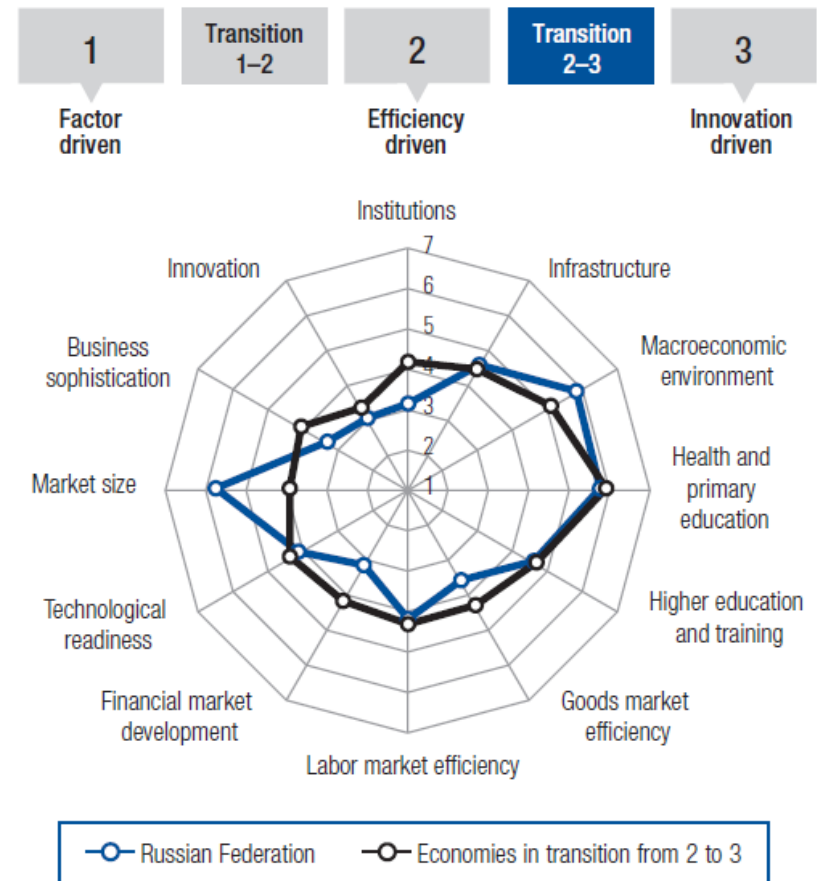 1
Transition
1–2
2
Transition
2–3
3
Factor
driven
Efficiency
driven
Innovation
driven
Institutions
Innovation
Infrastructure
Business
sophistication
Macroeconomic
environment
Market size
Health and
primary
education
Technological
readiness
Higher education
and training
Financial market
development
Goods market
efficiency
Labor market efficiency
7
6
5
4
3
2
1
Russian Federation
Economies in transition from 2 to 3